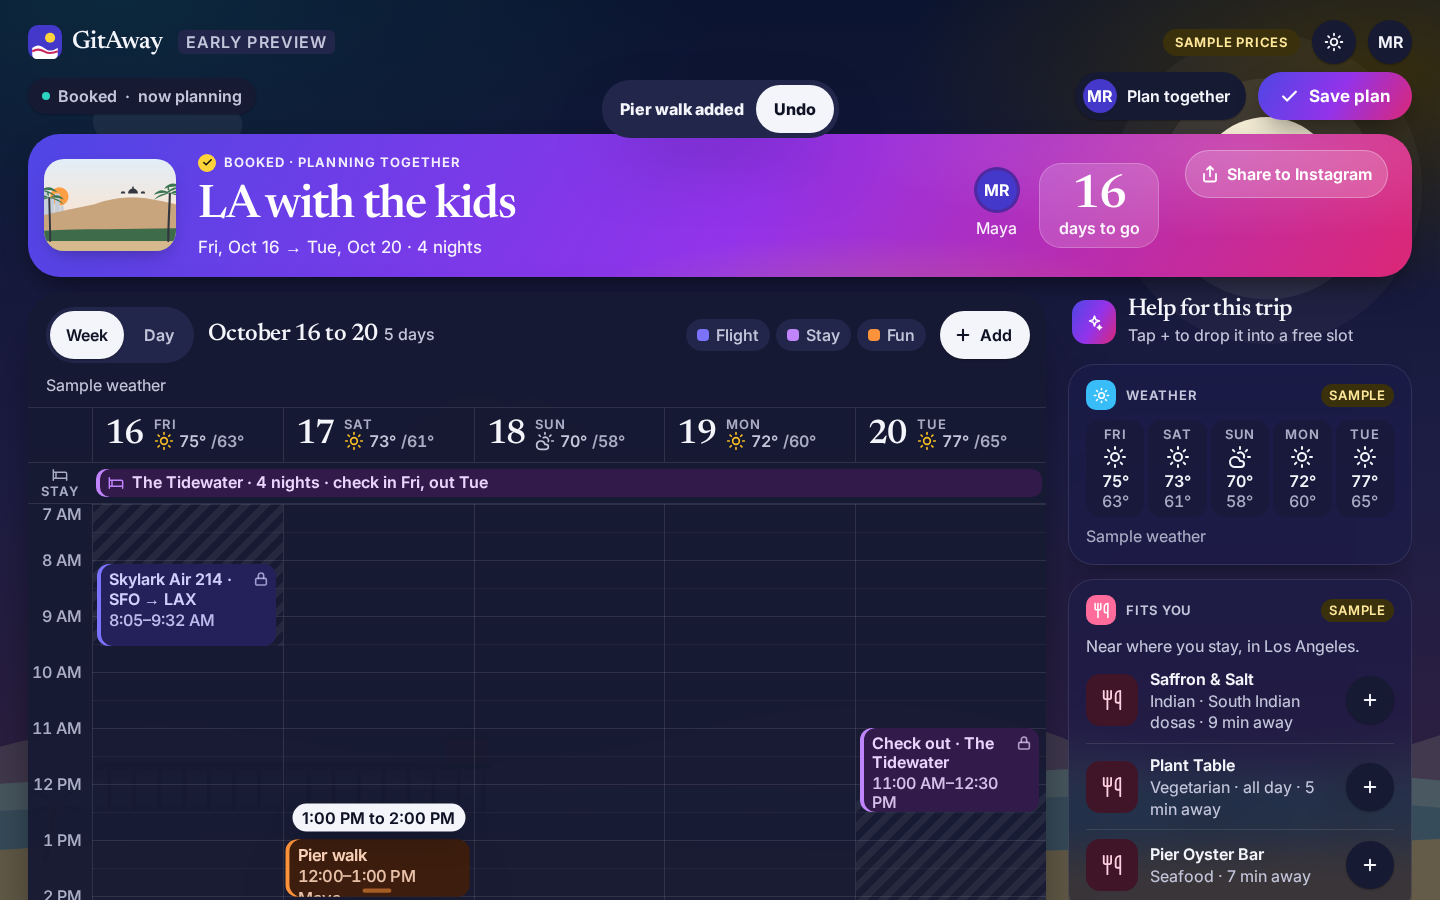 GitAway EARLY PREVIEW
SAMPLE PRICES
MR
Booked · now planning
Pier walk added Undo
MR Plan together
Save plan
BOOKED · PLANNING TOGETHER
LA with the kids
Fri, Oct 16 → Tue, Oct 20 · 4 nights
MR
Maya
16
days to go
Share to Instagram
Week Day October 16 to 20 5 days
Flight Stay Fun + Add
Sample weather
16 FRI 75° /63°
17 SAT 73° /61°
18 SUN 70° /58°
19 MON 72° /60°
20 TUE 77° /65°
STAY
The Tidewater · 4 nights · check in Fri, out Tue
7 AM
8 AM
9 AM
10 AM
11 AM
12 PM
1 PM
2 PM
Skylark Air 214 ·
SFO → LAX
8:05–9:32 AM
1:00 PM to 2:00 PM
Pier walk
12:00–1:00 PM
Maya
Check out · The
Tidewater
11:00 AM–12:30
PM
Help for this trip
Tap + to drop it into a free slot
WEATHER SAMPLE
FRI SAT SUN MON TUE
75° 73° 70° 72° 77°
63° 61° 58° 60° 65°
Sample weather
FITS YOU SAMPLE
Near where you stay, in Los Angeles.
Saffron & Salt
Indian · South Indian
dosas · 9 min away
Plant Table
Vegetarian · all day · 5
min away
Pier Oyster Bar
Seafood · 7 min away